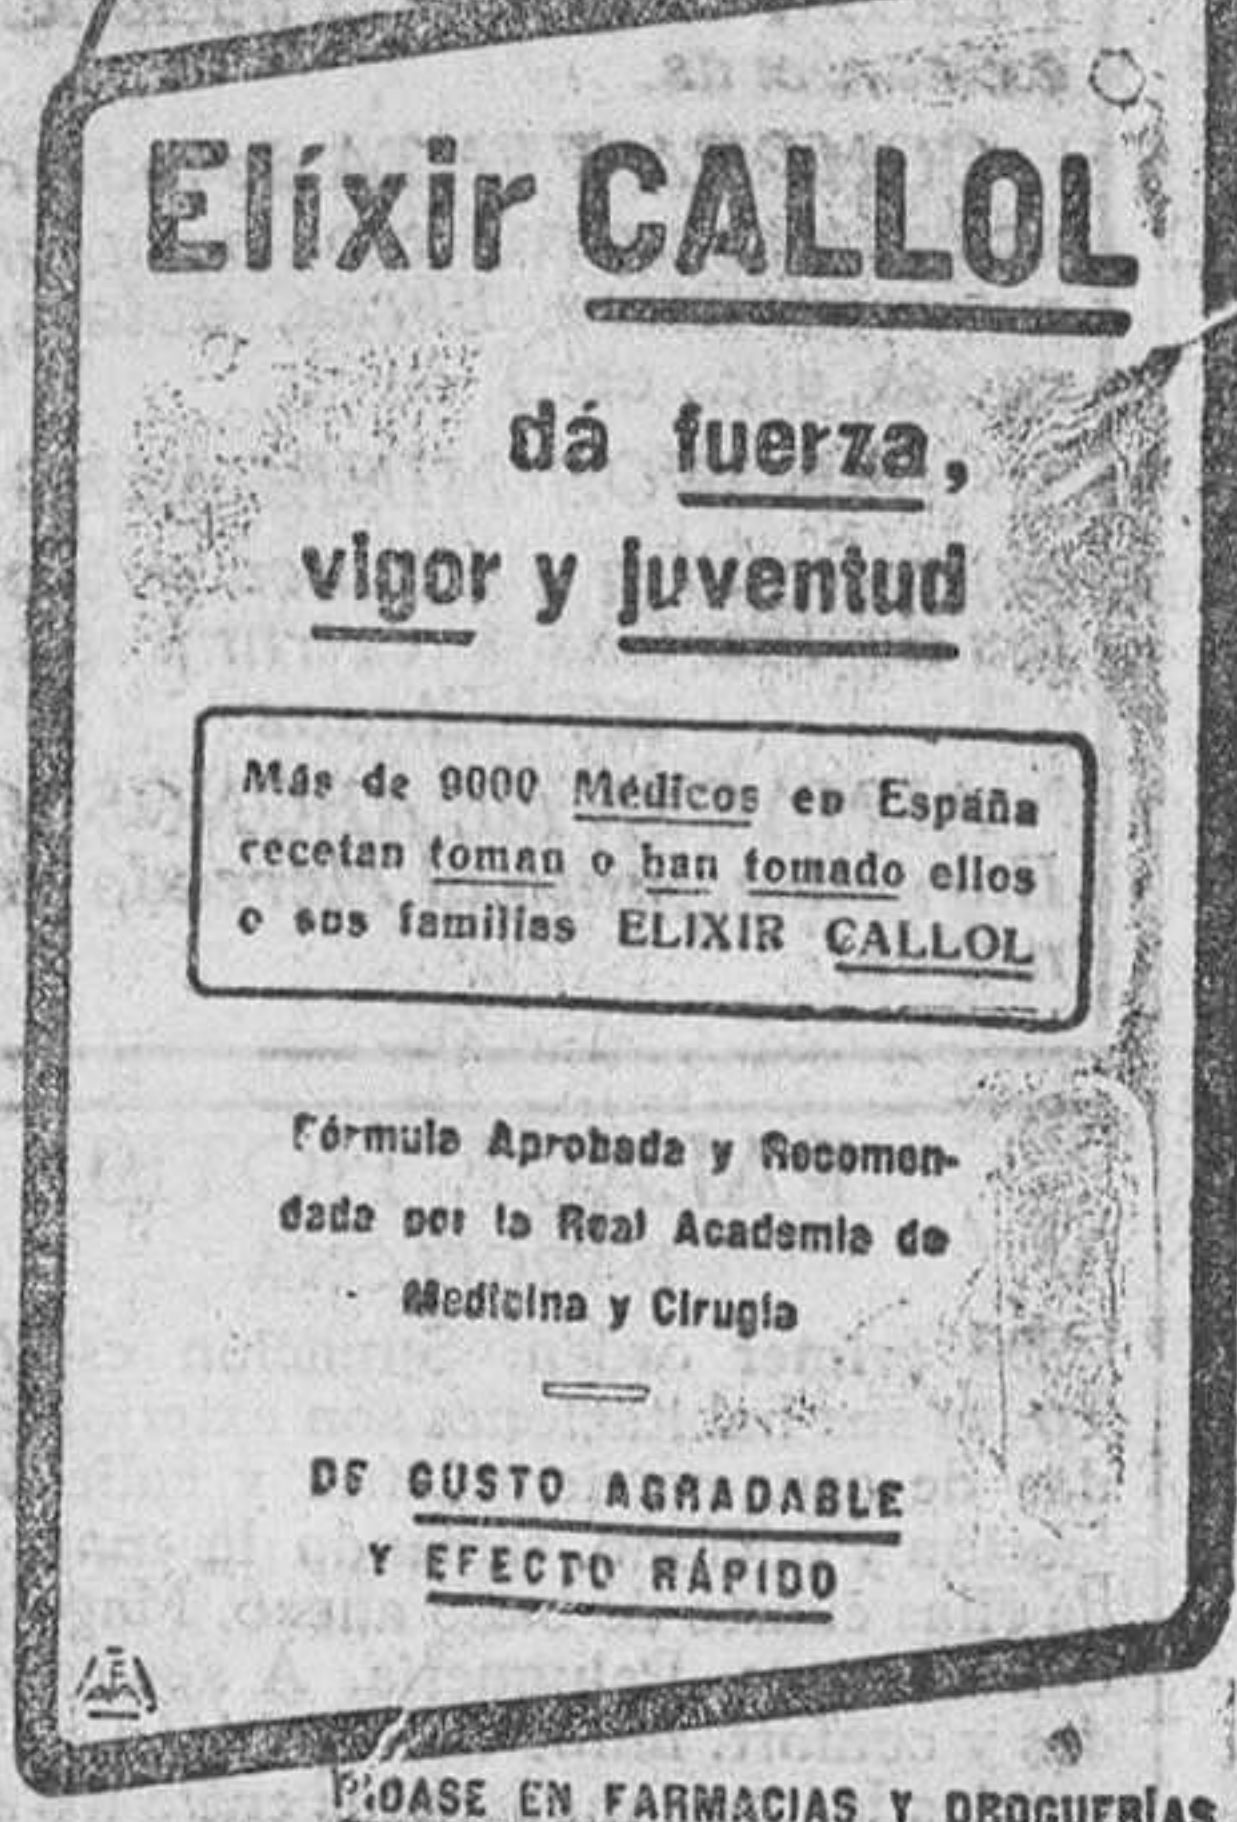 Elíxir CALLOL
dá fuerza,
vigor y juventud
Más de 9000 Médicos en España
recetan toman o han tomado ellos
o sus familias ELIXIR CALLOL
Fórmula Aprobada y Recomen-
dada por la Real Academia de
Medicina y Cirugía
DE GUSTO AGRADABLE
Y EFECTO RÁPIDO
PÍDASE EN FARMACIAS Y DROGUERÍAS